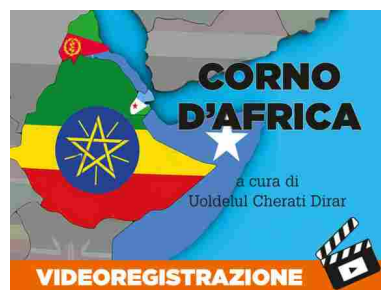 CORNO
D'AFRICA
a cura di
Uoldelul Cherati Dirar
VIDEOREGISTRAZIONE